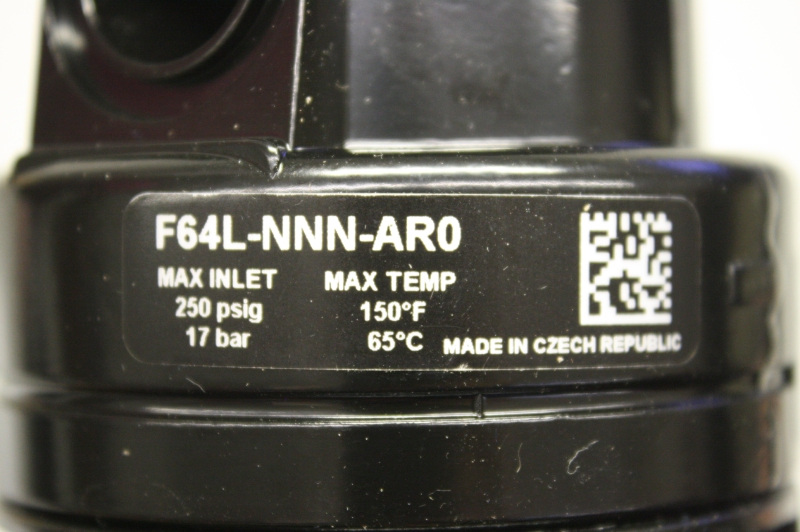 F64L-NNN-AR0
MAX INLET MAX TEMP
250 psig 150°F
17 bar 65°C
MADE IN CZECH REPUBLIC